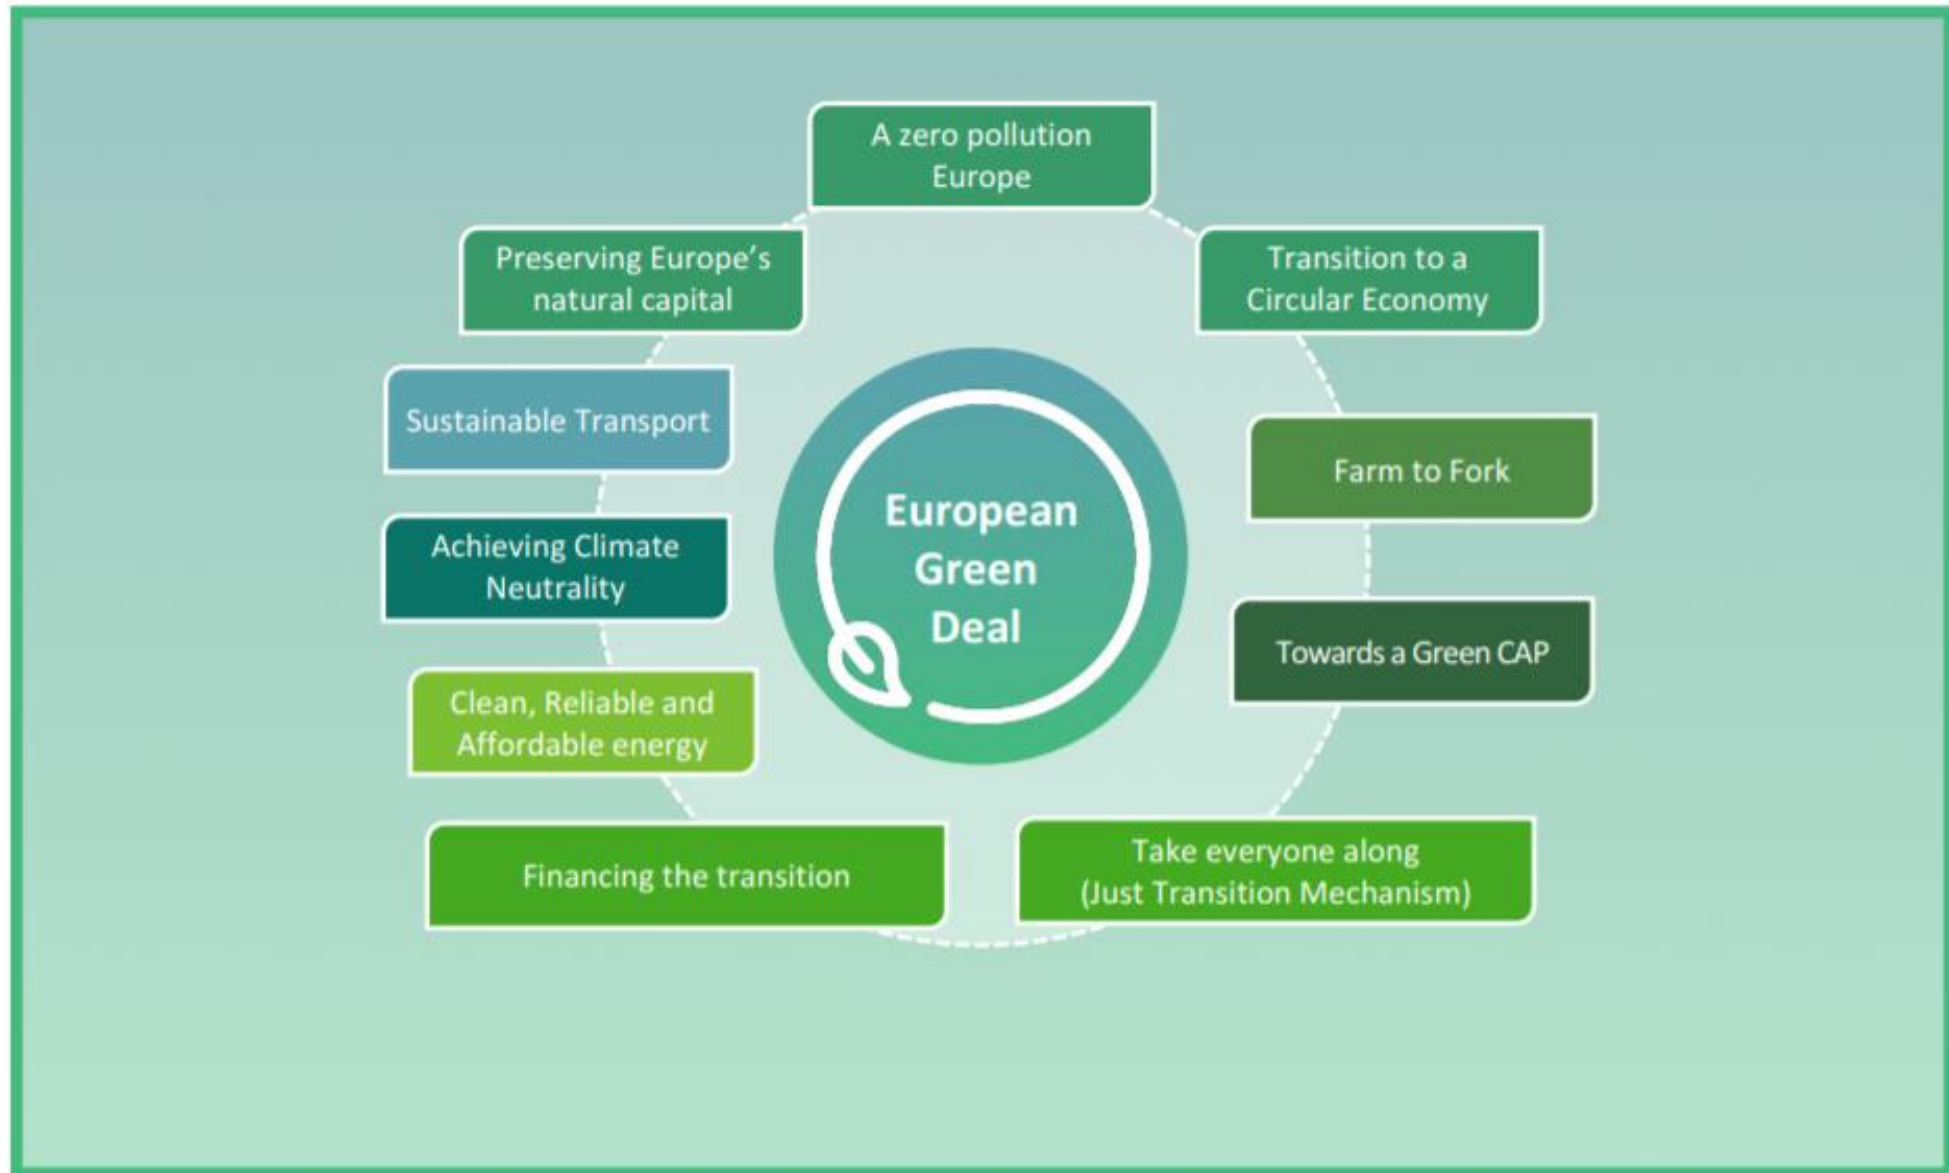 A zero pollution
Europe
Preserving Europe's
natural capital
Transition to a
Circular Economy
Sustainable Transport
Farm to Fork
European
Green
Deal
Achieving Climate
Neutrality
Towards a Green CAP
Clean, Reliable and
Affordable energy
Financing the transition
Take everyone along
(Just Transition Mechanism)